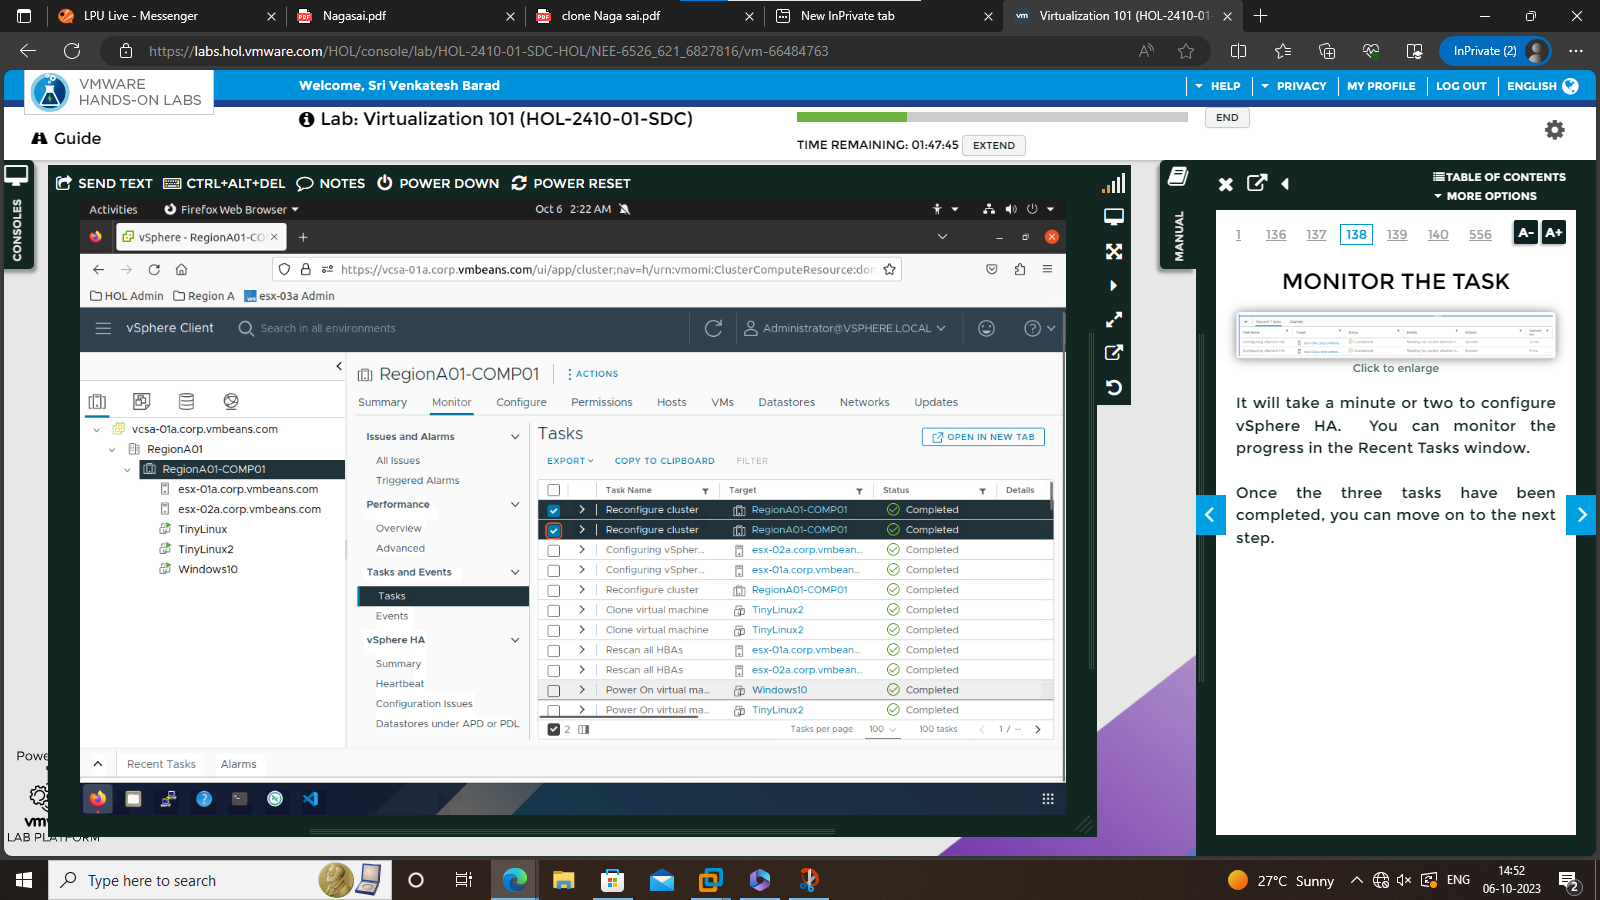 LPU Live - Messenger
Nagasai.pdf
clone Naga sai.pdf
New InPrivate tab
Virtualization 101 (HOL-2410-01-
https://labs.hol.vmware.com/HOL/console/lab/HOL-2410-01-SDC-HOL/NEE-6526_621_6827816/vm-66484763
InPrivate (2)
VMWARE
HANDS-ON LABS
Welcome, Sri Venkatesh Barad
HELP
PRIVACY
MY PROFILE
LOG OUT
ENGLISH
Guide
Lab: Virtualization 101 (HOL-2410-01-SDC)
END
TIME REMAINING: 01:47:45
EXTEND
CONSOLES
SEND TEXT
CTRL+ALT+DEL
NOTES
POWER DOWN
POWER RESET
Activities
Firefox Web Browser
Oct 6 2:22 AM
vSphere - RegionA01-CO
https://vcsa-01a.corp.vmbeans.com/ui/app/cluster;nav=h/urn:vmomi:ClusterComputeResource:dom
HOL Admin
Region A
esx-03a Admin
vSphere Client
Search in all environments
Administrator@VSPHERE.LOCAL
RegionA01-COMP01
ACTIONS
Summary
Monitor
Configure
Permissions
Hosts
VMs
Datastores
Networks
Updates
vcsa-01a.corp.vmbeans.com
RegionA01
RegionA01-COMP01
esx-01a.corp.vmbeans.com
esx-02a.corp.vmbeans.com
TinyLinux
TinyLinux2
Windows10
Issues and Alarms
All Issues
Triggered Alarms
Performance
Overview
Advanced
Tasks and Events
Tasks
Events
vSphere HA
Summary
Heartbeat
Configuration Issues
Datastores under APD or PDL
Tasks
OPEN IN NEW TAB
EXPORT
COPY TO CLIPBOARD
FILTER
Task Name Target Status Details
Reconfigure cluster RegionA01-COMP01 Completed
Reconfigure cluster RegionA01-COMP01 Completed
Configuring vSpher... esx-02a.corp.vmbean... Completed
Configuring vSpher... esx-01a.corp.vmbean... Completed
Reconfigure cluster RegionA01-COMP01 Completed
Clone virtual machine TinyLinux2 Completed
Clone virtual machine TinyLinux2 Completed
Rescan all HBAs esx-01a.corp.vmbean... Completed
Rescan all HBAs esx-02a.corp.vmbean... Completed
Power On virtual ma... Windows10 Completed
Power On virtual ma... TinyLinux2 Completed
2
Tasks per page 100 100 tasks 1 / --
Recent Tasks
Alarms
Powe
vmw
LAB PLATFORM
MANUAL
TABLE OF CONTENTS
MORE OPTIONS
1 136 137 138 139 140 556
A- A+
MONITOR THE TASK
Click to enlarge
It will take a minute or two to configure
vSphere HA. You can monitor the
progress in the Recent Tasks window.
Once the three tasks have been
completed, you can move on to the next
step.
Type here to search
27°C Sunny
ENG
14:52
06-10-2023
2